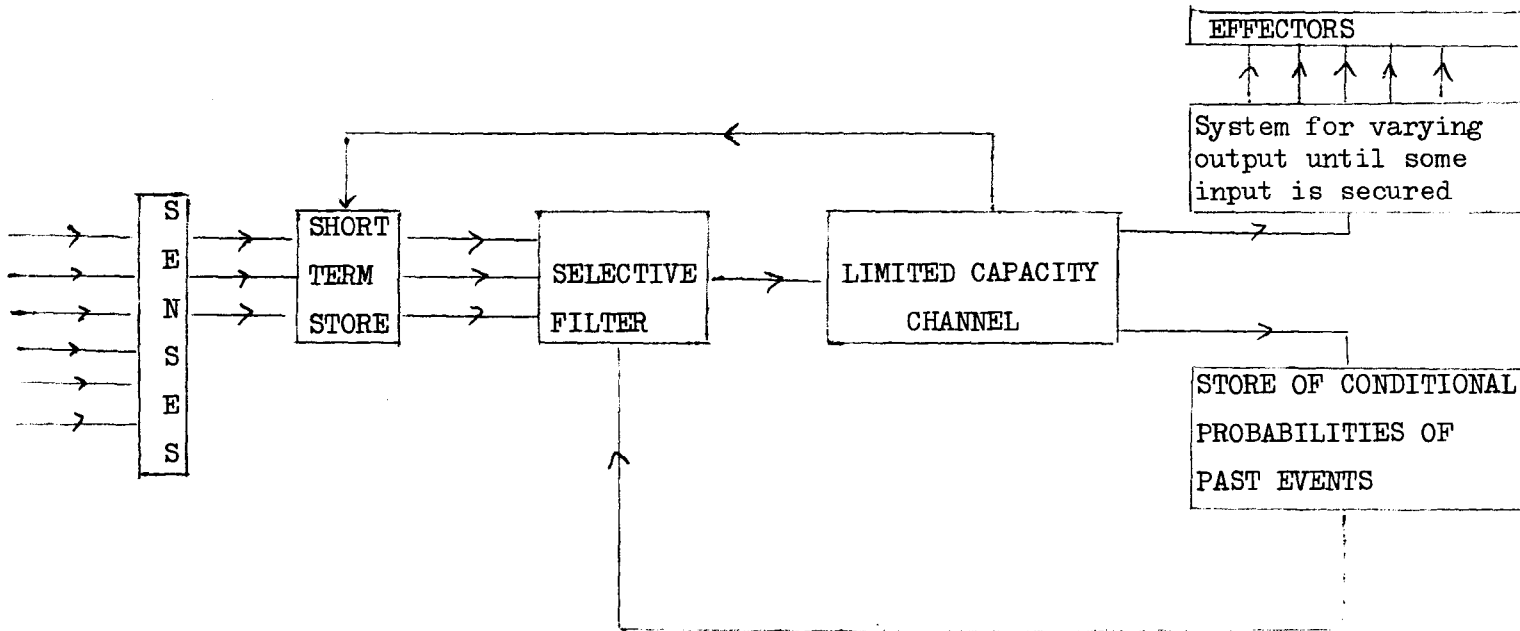 EFFECTORS
System for varying
output until some
input is secured
S
E
N
S
E
S
SHORT
TERM
STORE
SELECTIVE
FILTER
LIMITED CAPACITY
CHANNEL
STORE OF CONDITIONAL
PROBABILITIES OF
PAST EVENTS